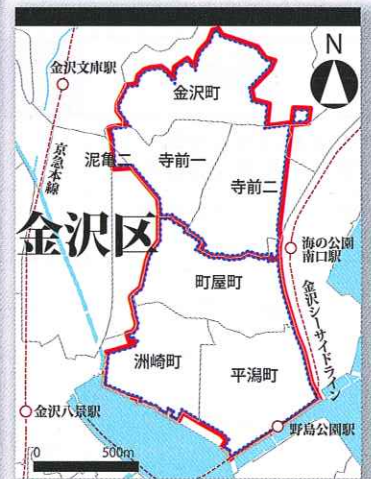 N
金沢文庫駅
金沢町
京急本線
泥亀二
寺前一
寺前二
金沢区
海の公園
南口駅
町屋町
金沢シーサイドライン
洲崎町
平潟町
金沢八景駅
野島公園駅
0 500m